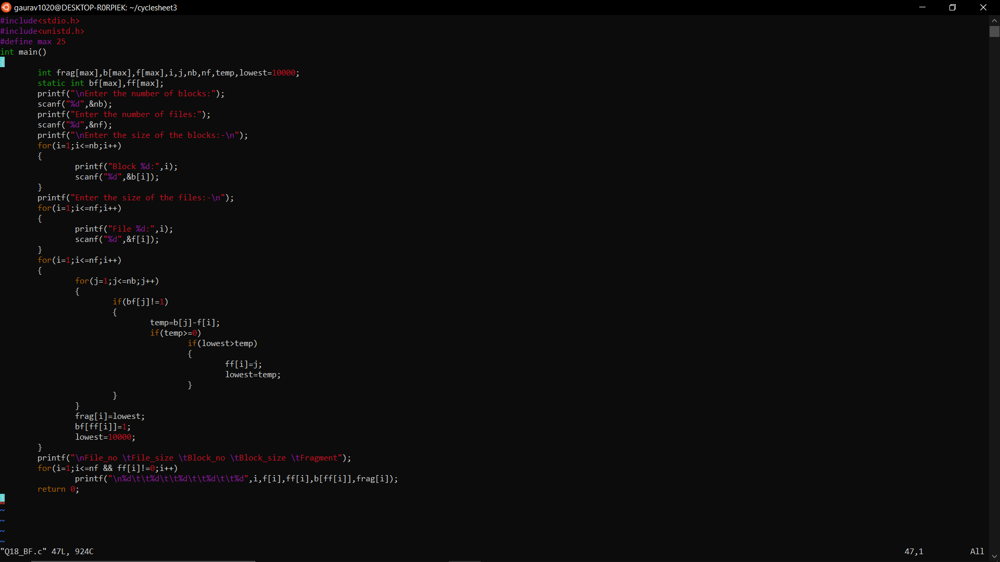 gaurav1020@DESKTOP-R0RPIEK: ~/cyclesheet3
#include<stdio.h>
#include<unistd.h>
#define max 25
int main()
{
        int frag[max],b[max],f[max],i,j,nb,nf,temp,lowest=10000;
        static int bf[max],ff[max];
        printf("\nEnter the number of blocks:");
        scanf("%d",&nb);
        printf("Enter the number of files:");
        scanf("%d",&nf);
        printf("\nEnter the size of the blocks:-\n");
        for(i=1;i<=nb;i++)
        {
                printf("Block %d:",i);
                scanf("%d",&b[i]);
        }
        printf("Enter the size of the files:-\n");
        for(i=1;i<=nf;i++)
        {
                printf("File %d:",i);
                scanf("%d",&f[i]);
        }
        for(i=1;i<=nf;i++)
        {
                for(j=1;j<=nb;j++)
                {
                        if(bf[j]!=1)
                        {
                                temp=b[j]-f[i];
                                if(temp>=0)
                                        if(lowest>temp)
                                        {
                                                ff[i]=j;
                                                lowest=temp;
                                        }
                        }
                }
                frag[i]=lowest;
                bf[ff[i]]=1;
                lowest=10000;
        }
        printf("\nFile_no \tFile_size \tBlock_no \tBlock_size \tFragment");
        for(i=1;i<=nf && ff[i]!=0;i++)
                printf("\n%d\t\t%d\t\t%d\t\t%d\t\t%d",i,f[i],ff[i],b[ff[i]],frag[i]);
        return 0;
}
~
~
~
~
"Q18_BF.c" 47L, 924C 47,1 All